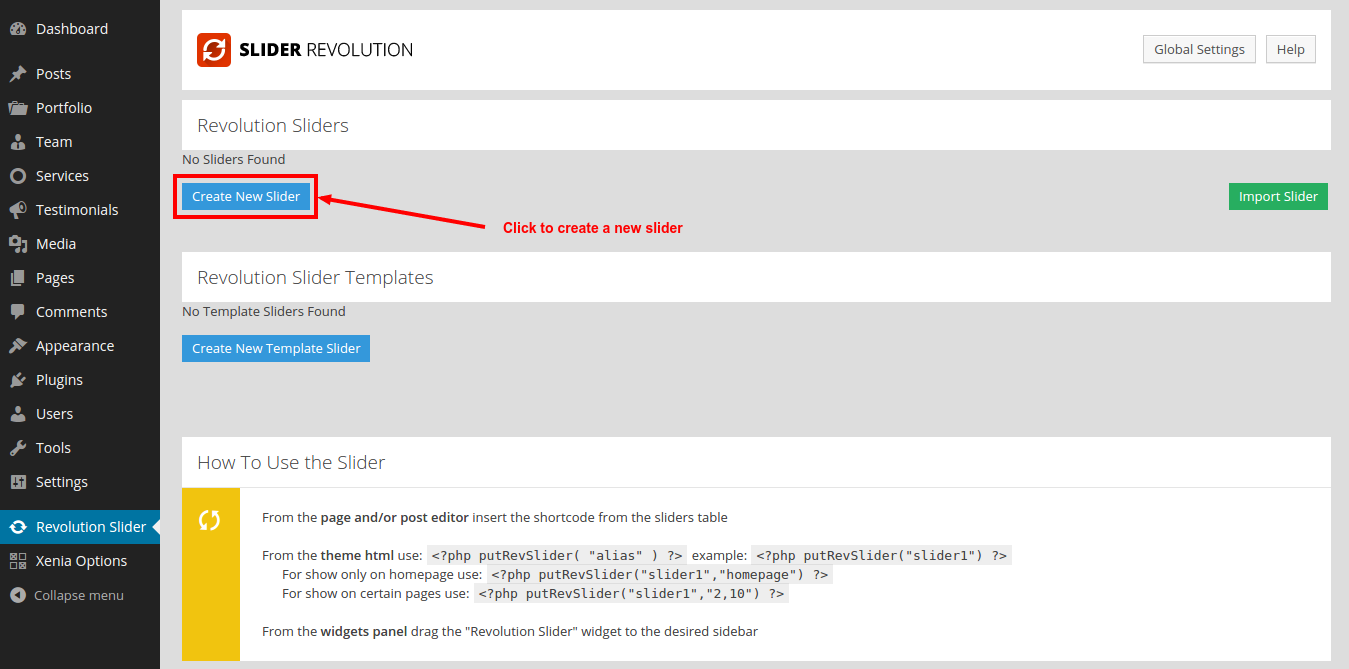 Dashboard
Posts
Portfolio
Team
Services
Testimonials
Media
Pages
Comments
Appearance
Plugins
Users
Tools
Settings
Revolution Slider
Xenia Options
Collapse menu
SLIDER REVOLUTION
Global Settings
Help
Revolution Sliders
No Sliders Found
Create New Slider
Import Slider
Click to create a new slider
Revolution Slider Templates
No Template Sliders Found
Create New Template Slider
How To Use the Slider
From the page and/or post editor insert the shortcode from the sliders table
From the theme html use: <?php putRevSlider( "alias" ) ?> example: <?php putRevSlider("slider1") ?>
For show only on homepage use: <?php putRevSlider("slider1","homepage") ?>
For show on certain pages use: <?php putRevSlider("slider1","2,10") ?>
From the widgets panel drag the "Revolution Slider" widget to the desired sidebar